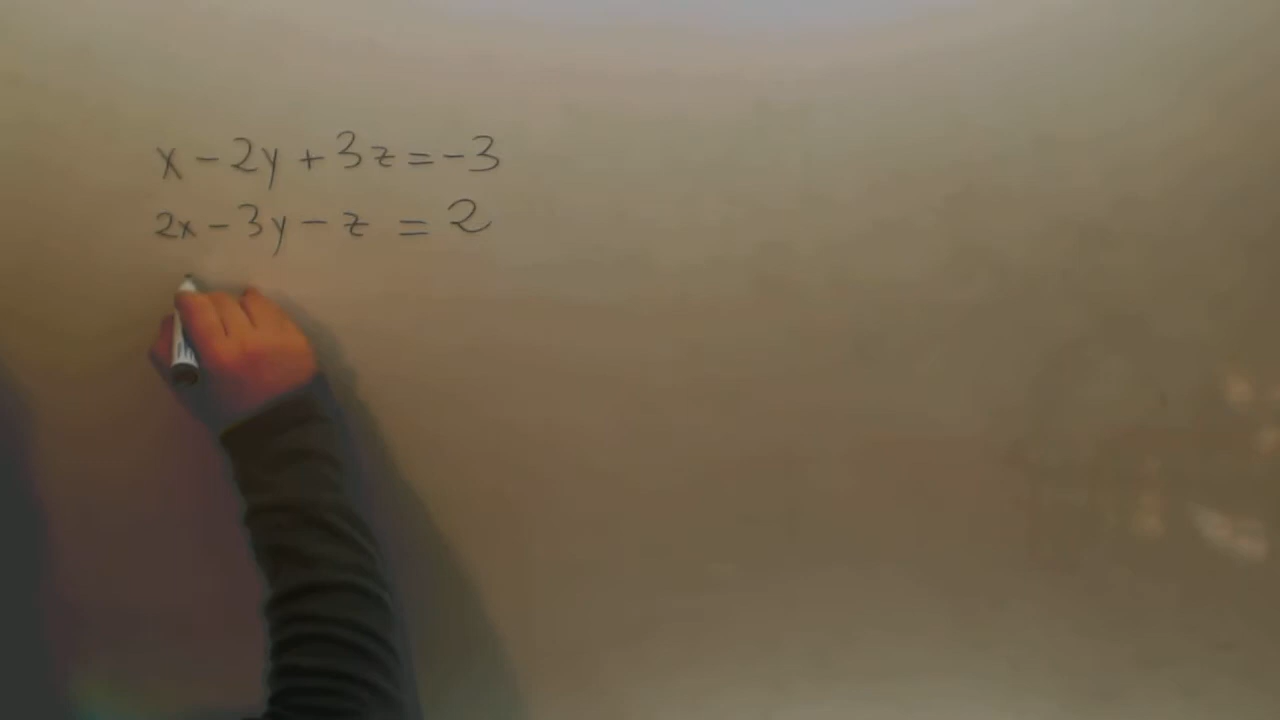 x - 2y + 3z = -3
2x - 3y - z = 2